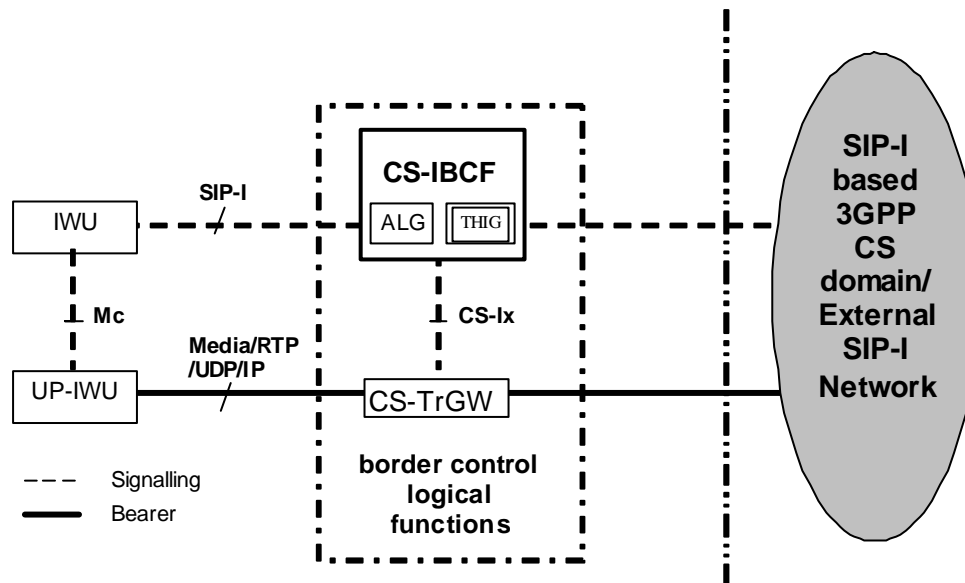 SIP-I
IWU
Mc
UP-IWU
Media/RTP
/UDP/IP
CS-IBCF
ALG
THIG
CS-Ix
CS-TrGW
border control
logical
functions
SIP-I
based
3GPP
CS
domain/
External
SIP-I
Network
Signalling
Bearer